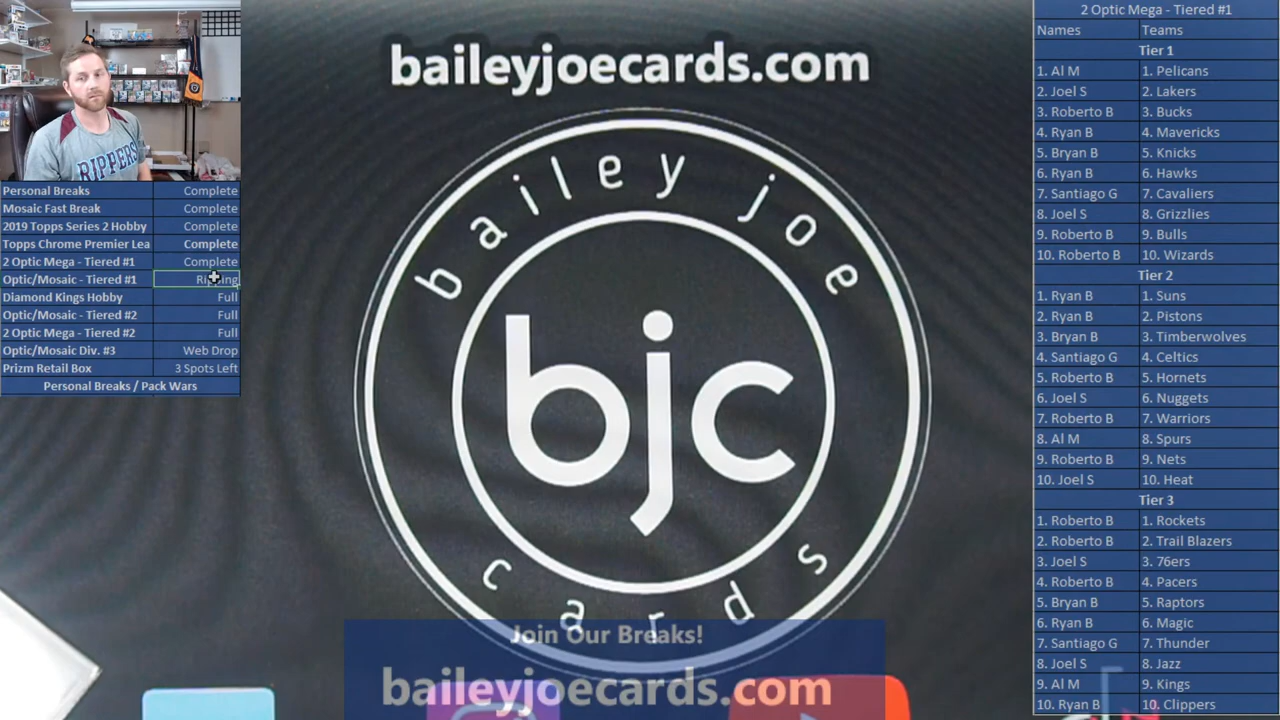 baileyjoecards.com
RIPPERS
Personal Breaks Complete
Mosaic Fast Break Complete
2019 Topps Series 2 Hobby Complete
Topps Chrome Premier Lea Complete
2 Optic Mega - Tiered #1 Complete
Optic/Mosaic - Tiered #1
Diamond Kings Hobby Full
Optic/Mosaic - Tiered #2 Full
2 Optic Mega - Tiered #2 Full
Optic/Mosaic Div. #3 Web Drop
Prizm Retail Box 3 Spots Left
Personal Breaks / Pack Wars
bailey joe
bjc
cards
Join Our Breaks!
baileyjoecards.com
2 Optic Mega - Tiered #1
Names Teams
Tier 1
1. Al M 1. Pelicans
2. Joel S 2. Lakers
3. Roberto B 3. Bucks
4. Ryan B 4. Mavericks
5. Bryan B 5. Knicks
6. Ryan B 6. Hawks
7. Santiago G 7. Cavaliers
8. Joel S 8. Grizzlies
9. Roberto B 9. Bulls
10. Roberto B 10. Wizards
Tier 2
1. Ryan B 1. Suns
2. Ryan B 2. Pistons
3. Bryan B 3. Timberwolves
4. Santiago G 4. Celtics
5. Roberto B 5. Hornets
6. Joel S 6. Nuggets
7. Roberto B 7. Warriors
8. Al M 8. Spurs
9. Roberto B 9. Nets
10. Joel S 10. Heat
Tier 3
1. Roberto B 1. Rockets
2. Roberto B 2. Trail Blazers
3. Joel S 3. 76ers
4. Roberto B 4. Pacers
5. Bryan B 5. Raptors
6. Ryan B 6. Magic
7. Santiago G 7. Thunder
8. Joel S 8. Jazz
9. Al M 9. Kings
10. Ryan B 10. Clippers